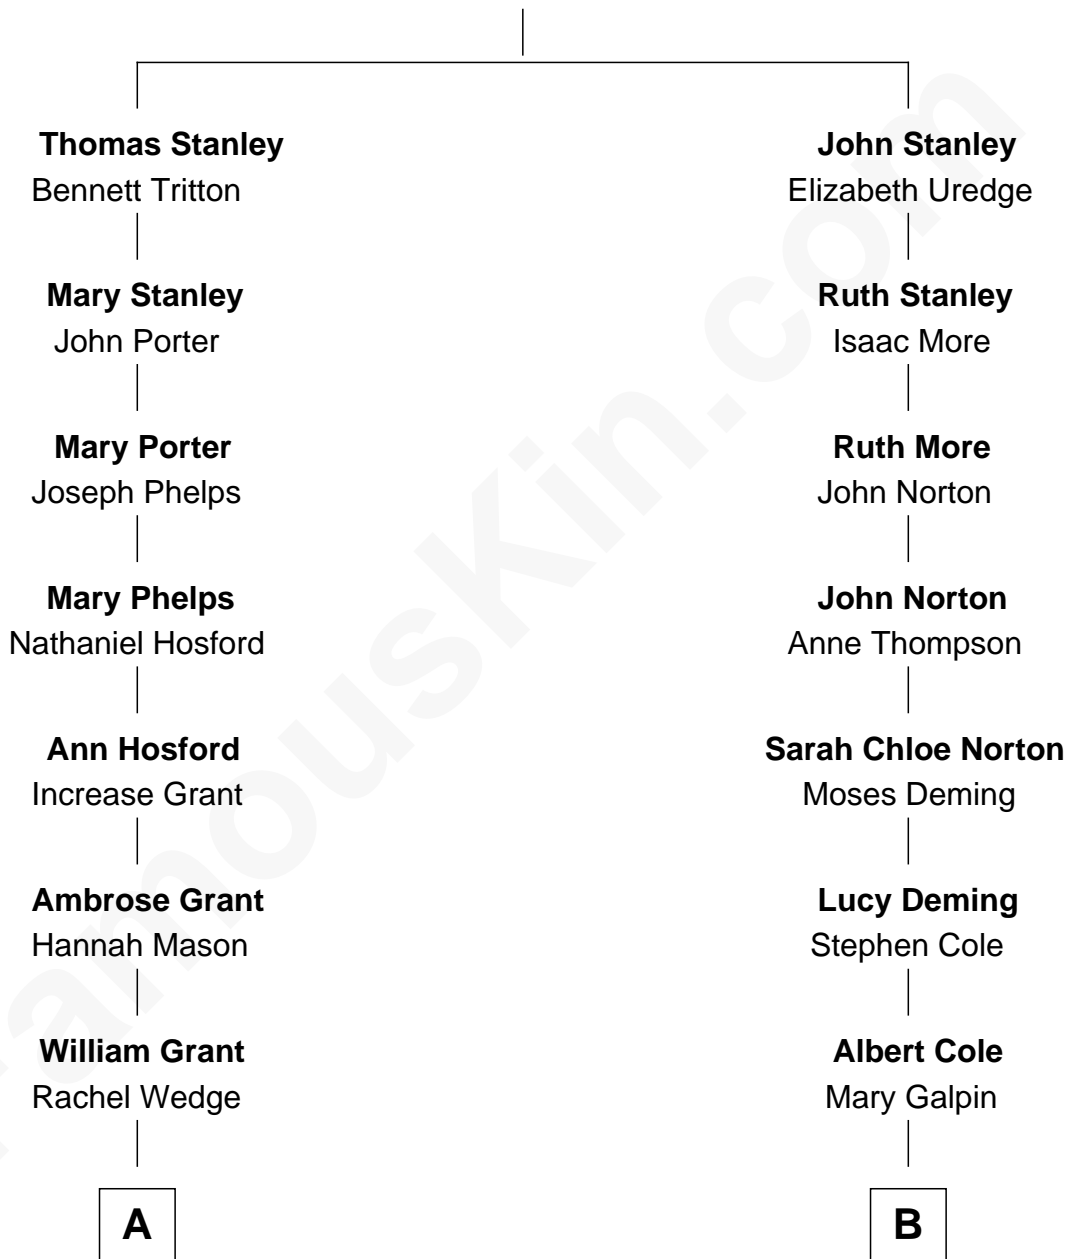 Thomas Stanley
Bennett Tritton
Mary Stanley
John Porter
Mary Porter
Joseph Phelps
Mary Phelps
Nathaniel Hosford
Ann Hosford
Increase Grant
Ambrose Grant
Hannah Mason
William Grant
Rachel Wedge
A
John Stanley
Elizabeth Uredge
Ruth Stanley
Isaac More
Ruth More
John Norton
John Norton
Anne Thompson
Sarah Chloe Norton
Moses Deming
Lucy Deming
Stephen Cole
Albert Cole
Mary Galpin
B
FamousKin.com